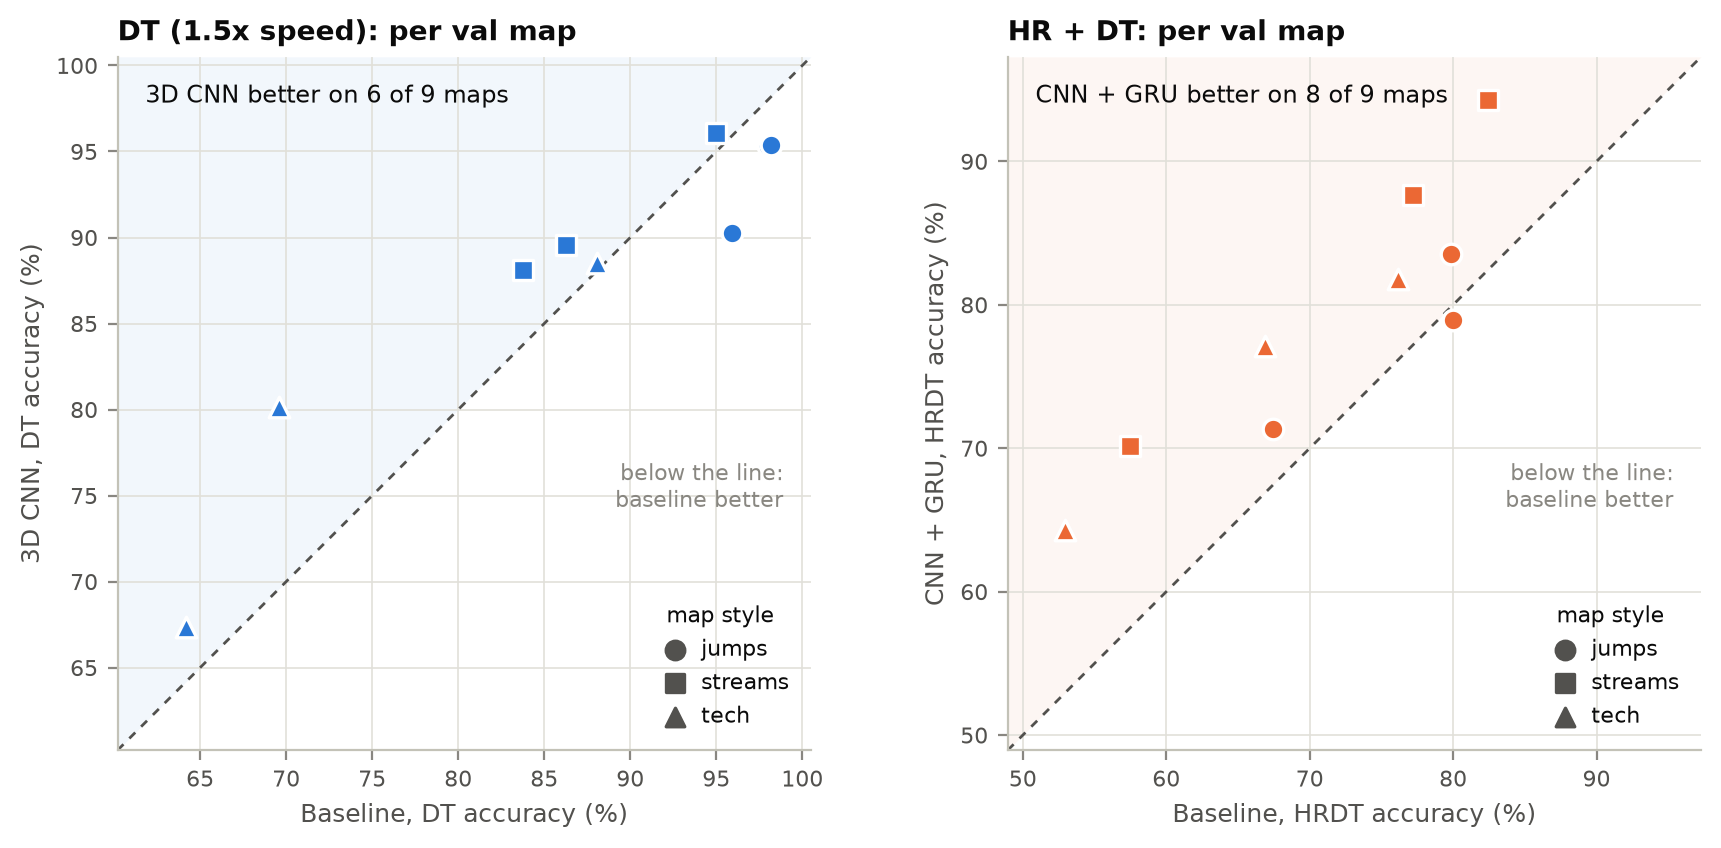 DT (1.5x speed): per val map
3D CNN better on 6 of 9 maps
3D CNN, DT accuracy (%)
100
95
90
85
80
75
70
65
below the line:
baseline better
map style
jumps
streams
tech
65 70 75 80 85 90 95 100
Baseline, DT accuracy (%)
HR + DT: per val map
CNN + GRU better on 8 of 9 maps
CNN + GRU, HRDT accuracy (%)
90
80
70
60
50
below the line:
baseline better
map style
jumps
streams
tech
50 60 70 80 90
Baseline, HRDT accuracy (%)